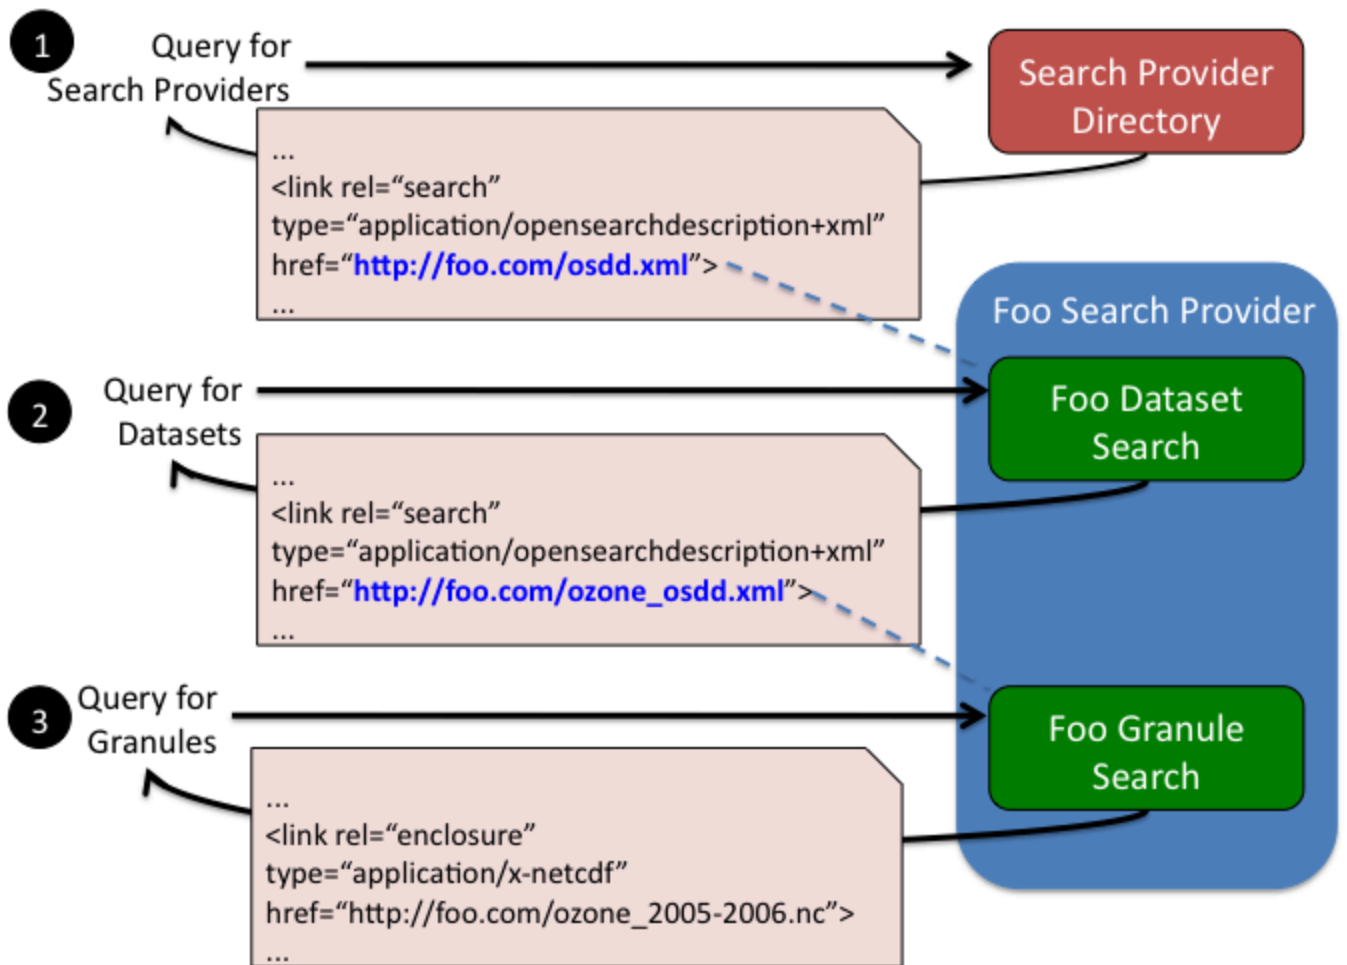 1
Query for
Search Providers
Search Provider
Directory
...
<link rel=“search”
type=“application/opensearchdescription+xml”
href=“http://foo.com/osdd.xml”>
...
Foo Search Provider
2
Query for
Datasets
Foo Dataset
Search
...
<link rel=“search”
type=“application/opensearchdescription+xml”
href=“http://foo.com/ozone_osdd.xml”>
...
3
Query for
Granules
Foo Granule
Search
...
<link rel=“enclosure”
type=“application/x-netcdf”
href=“http://foo.com/ozone_2005-2006.nc”>
...